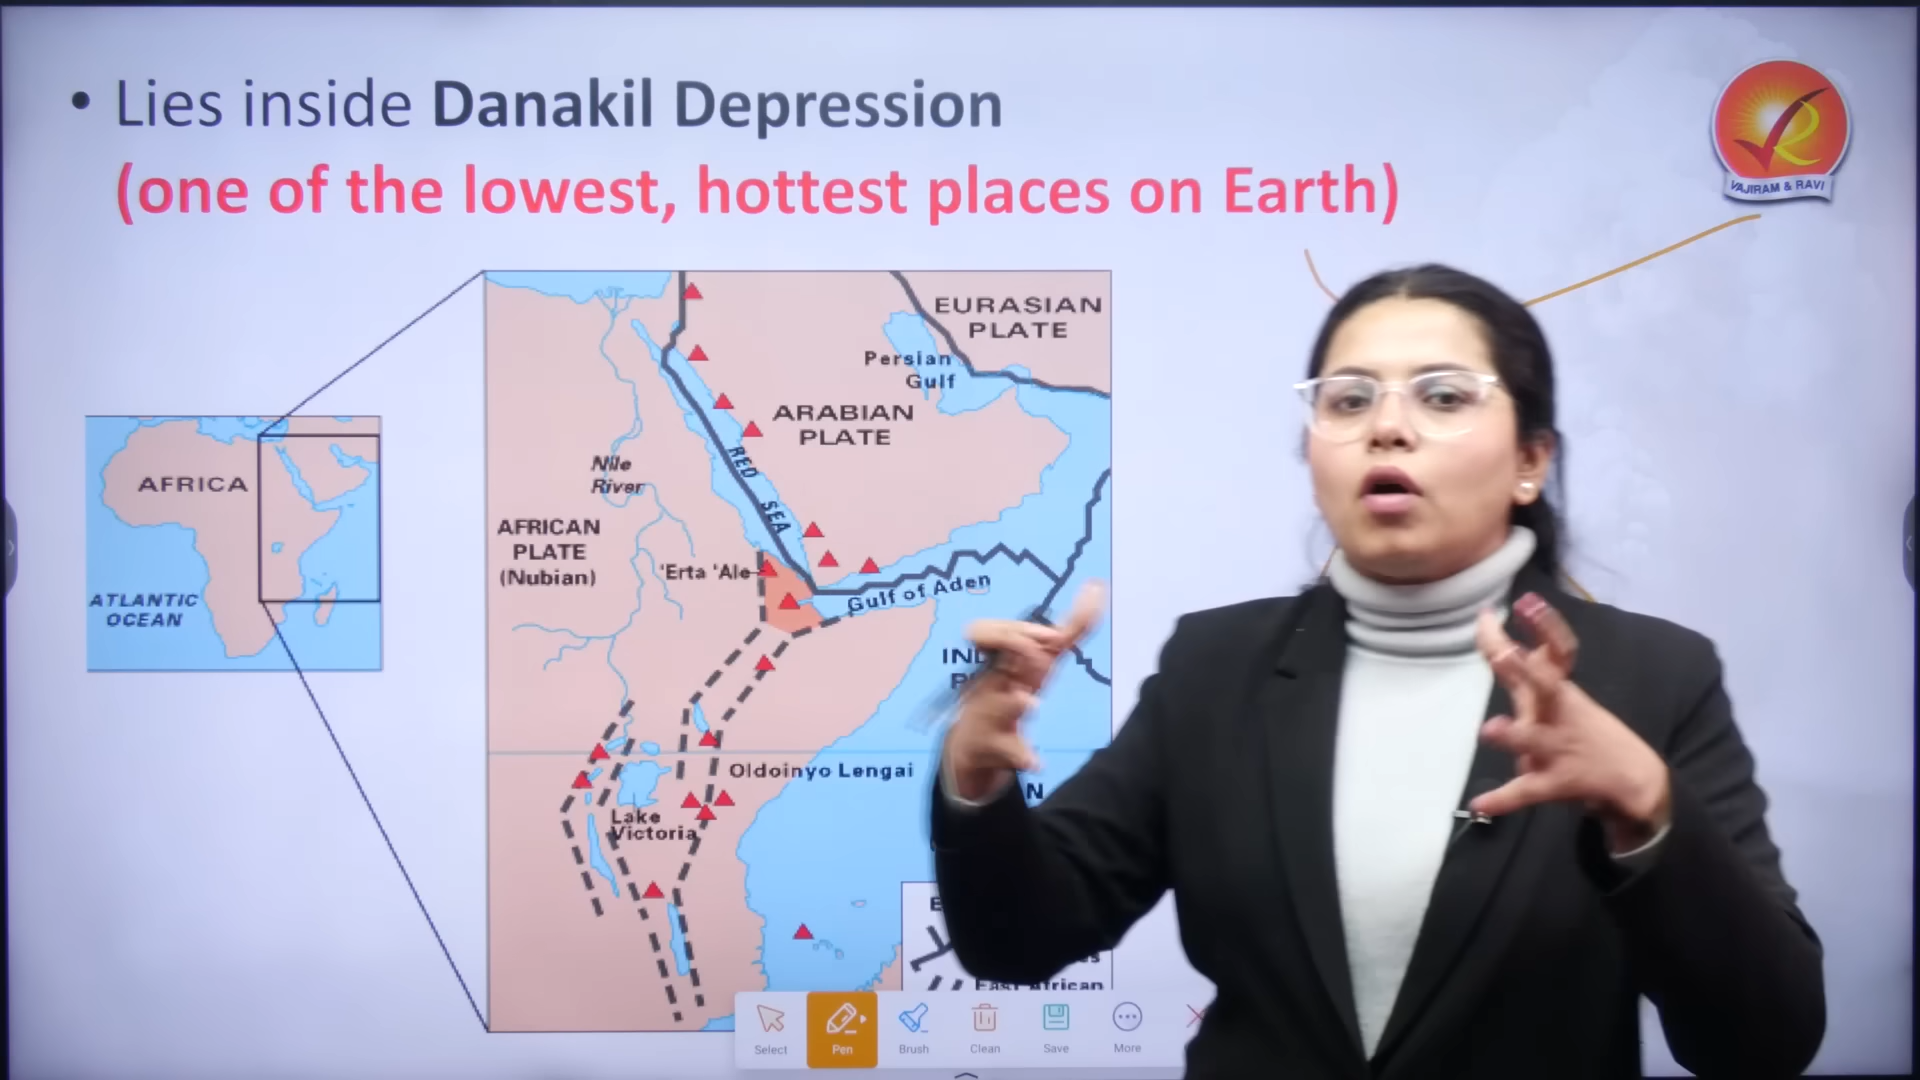 • Lies inside Danakil Depression
(one of the lowest, hottest places on Earth)
VAJIRAM & RAVI
EURASIAN
PLATE
Persian
Gulf
ARABIAN
PLATE
RED SEA
Nile
River
AFRICA
AFRICAN
PLATE
(Nubian)
'Erta 'Ale
Gulf of Aden
ATLANTIC
OCEAN
Oldoinyo Lengai
Lake
Victoria
East African
Select
Pen
Brush
Clean
Save
More